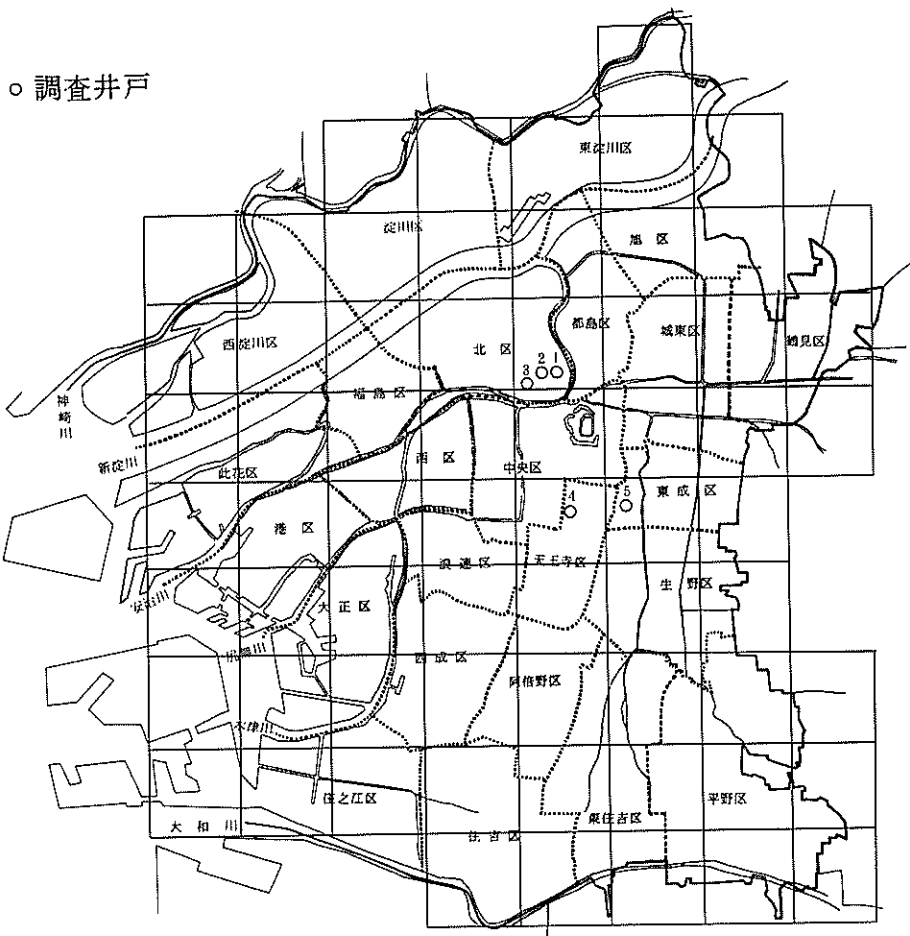 ○ 調査井戸
東淀川区
淀川区
旭区
西淀川区
北区
都島区
城東区
鶴見区
3 2 1
福島区
神崎川
新淀川
此花区
西区
中央区
4
5
東成区
港区
浪速区
天王寺区
生野区
安治川
大正区
尻無川
西成区
阿倍野区
木津川
住之江区
平野区
東住吉区
大和川
住吉区